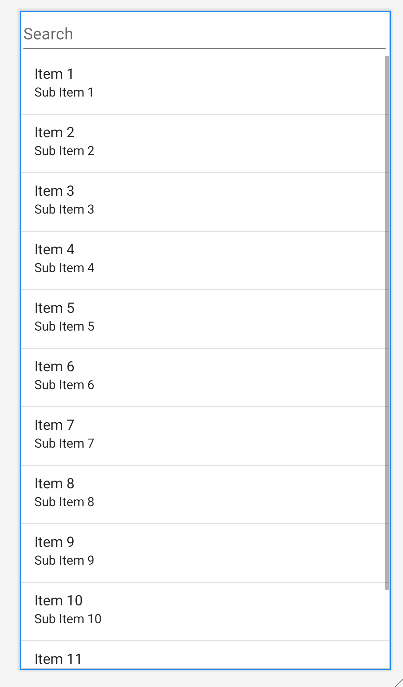 Search
Item 1
Sub Item 1
Item 2
Sub Item 2
Item 3
Sub Item 3
Item 4
Sub Item 4
Item 5
Sub Item 5
Item 6
Sub Item 6
Item 7
Sub Item 7
Item 8
Sub Item 8
Item 9
Sub Item 9
Item 10
Sub Item 10
Item 11